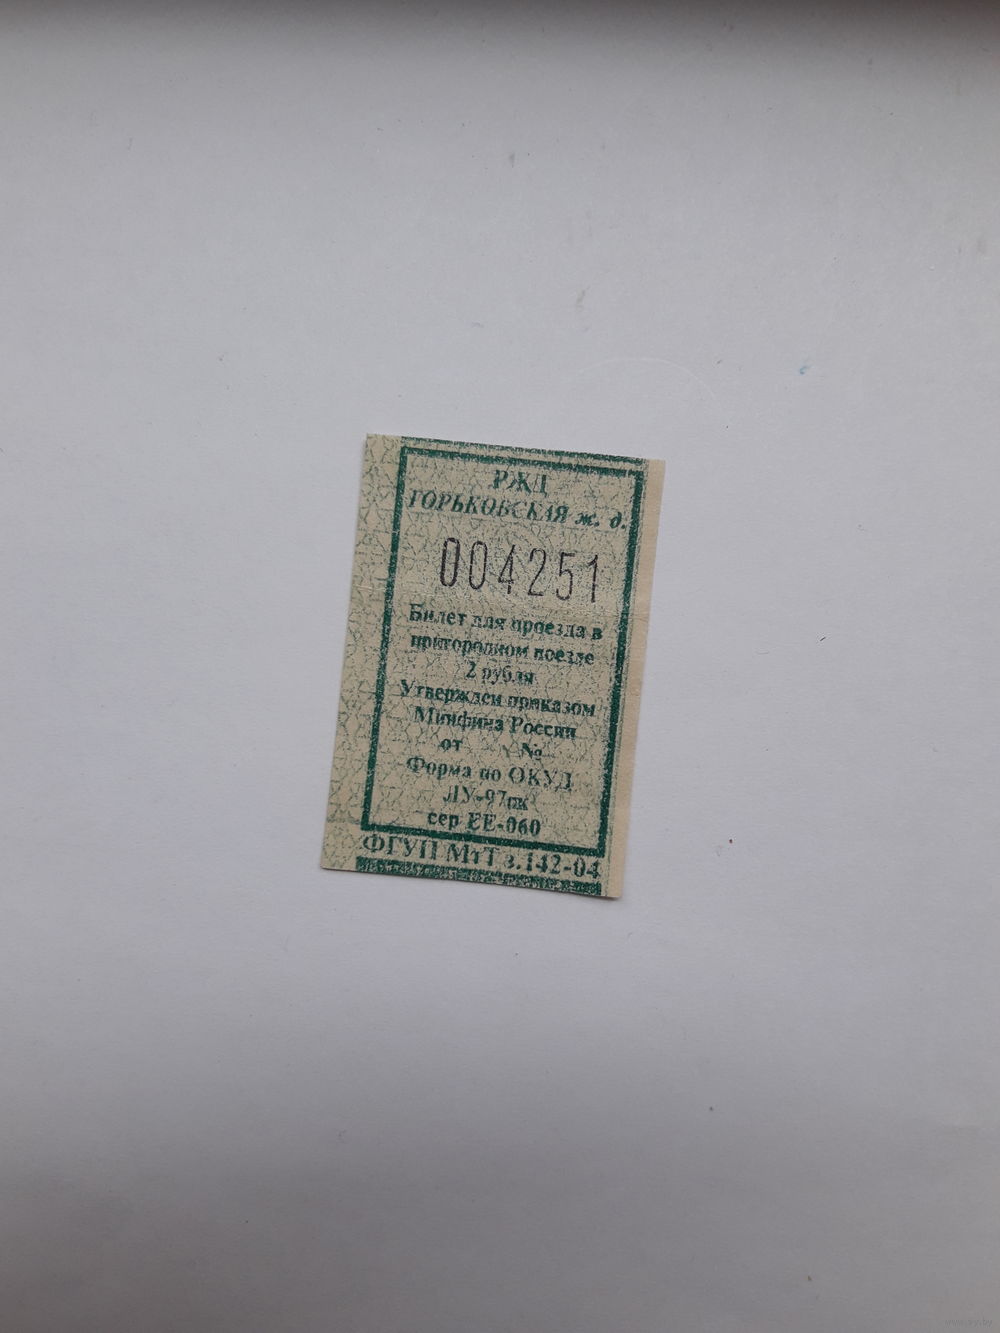 РЖД
ГОРЬКОВСКАЯ ж. д.
004251
Билет для проезда в
пригородном поезде
2 рубля
Утвержден приказом
Минфина России
от №
Форма по ОКУД
ЛУ-97пк
сер ЕЕ-060
ФГУП МтТ з.142-04